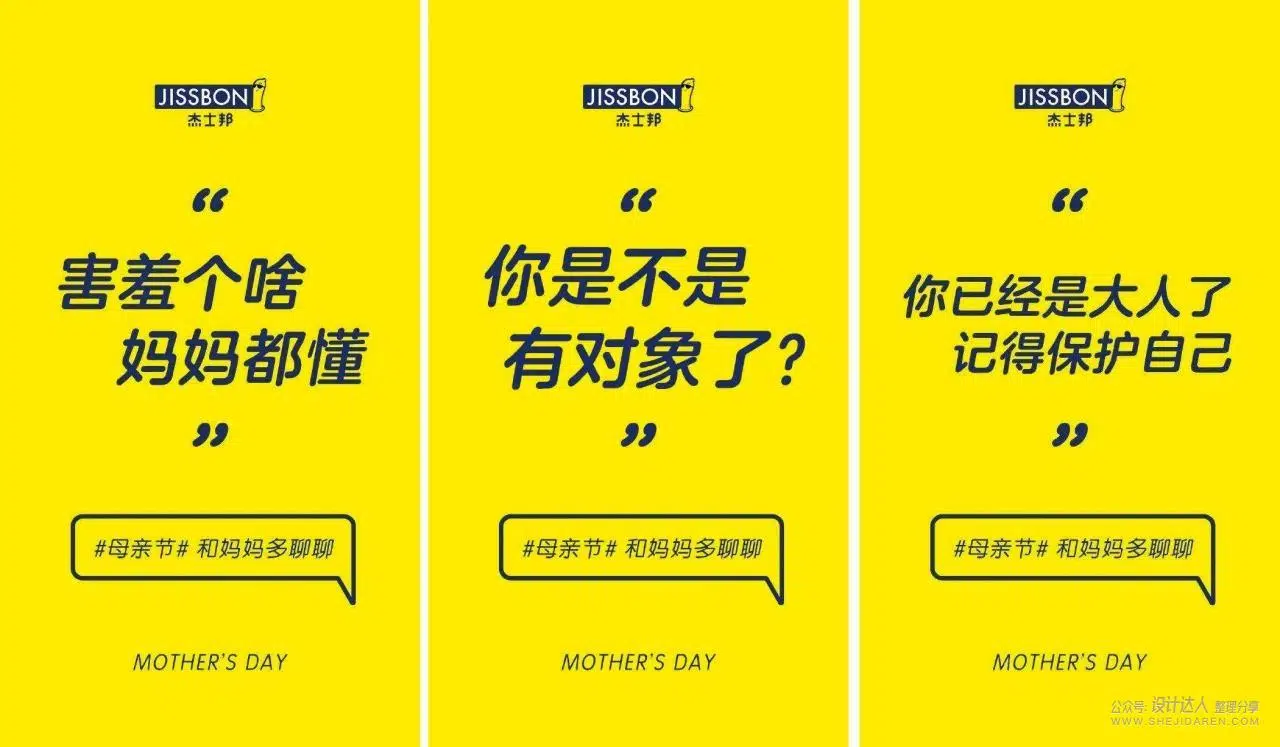 JISSBON
杰士邦
“
害羞个啥
妈妈都懂
”
#母亲节# 和妈妈多聊聊
MOTHER'S DAY
JISSBON
杰士邦
“
你是不是
有对象了?
”
#母亲节# 和妈妈多聊聊
MOTHER'S DAY
JISSBON
杰士邦
“
你已经是大人了
记得保护自己
”
#母亲节# 和妈妈多聊聊
MOTHER'S DAY
公众号: 设计达人 整理分享
WWW.SHEJIDAREN.COM